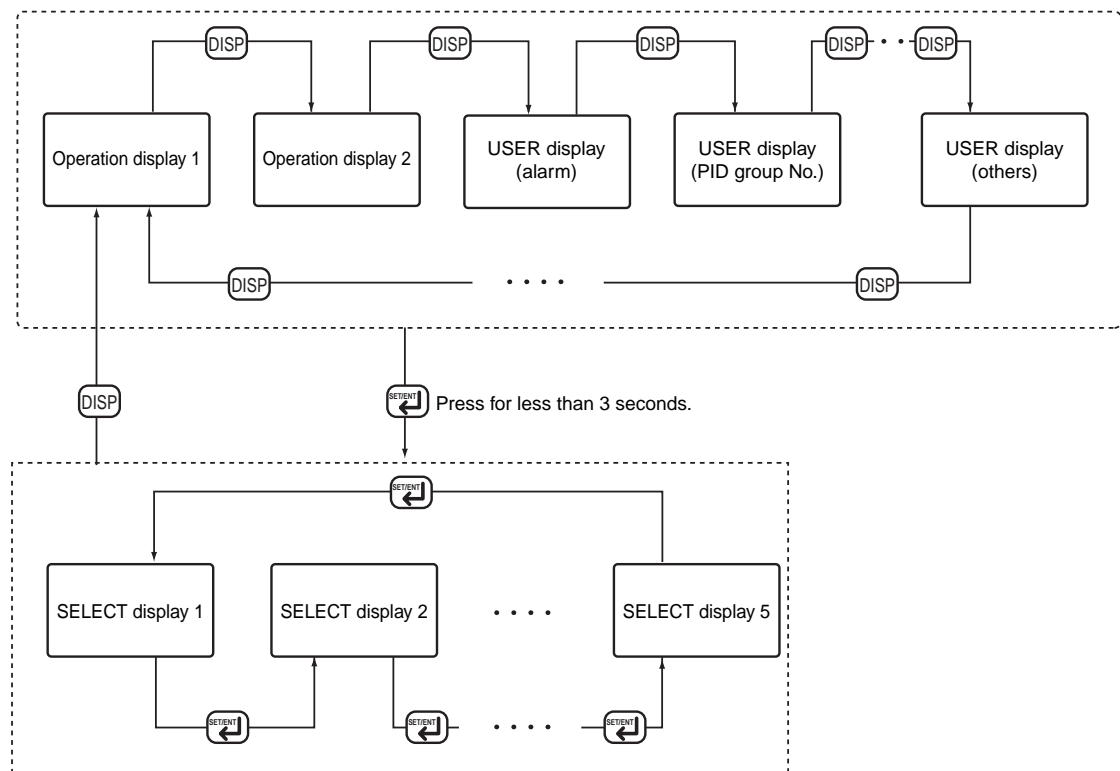 DISP DISP DISP DISP DISP
Operation display 1
Operation display 2
USER display
(alarm)
USER display
(PID group No.)
USER display
(others)
DISP DISP
DISP
SET/ENT Press for less than 3 seconds.
SET/ENT
SELECT display 1
SELECT display 2
SELECT display 5
SET/ENT SET/ENT SET/ENT